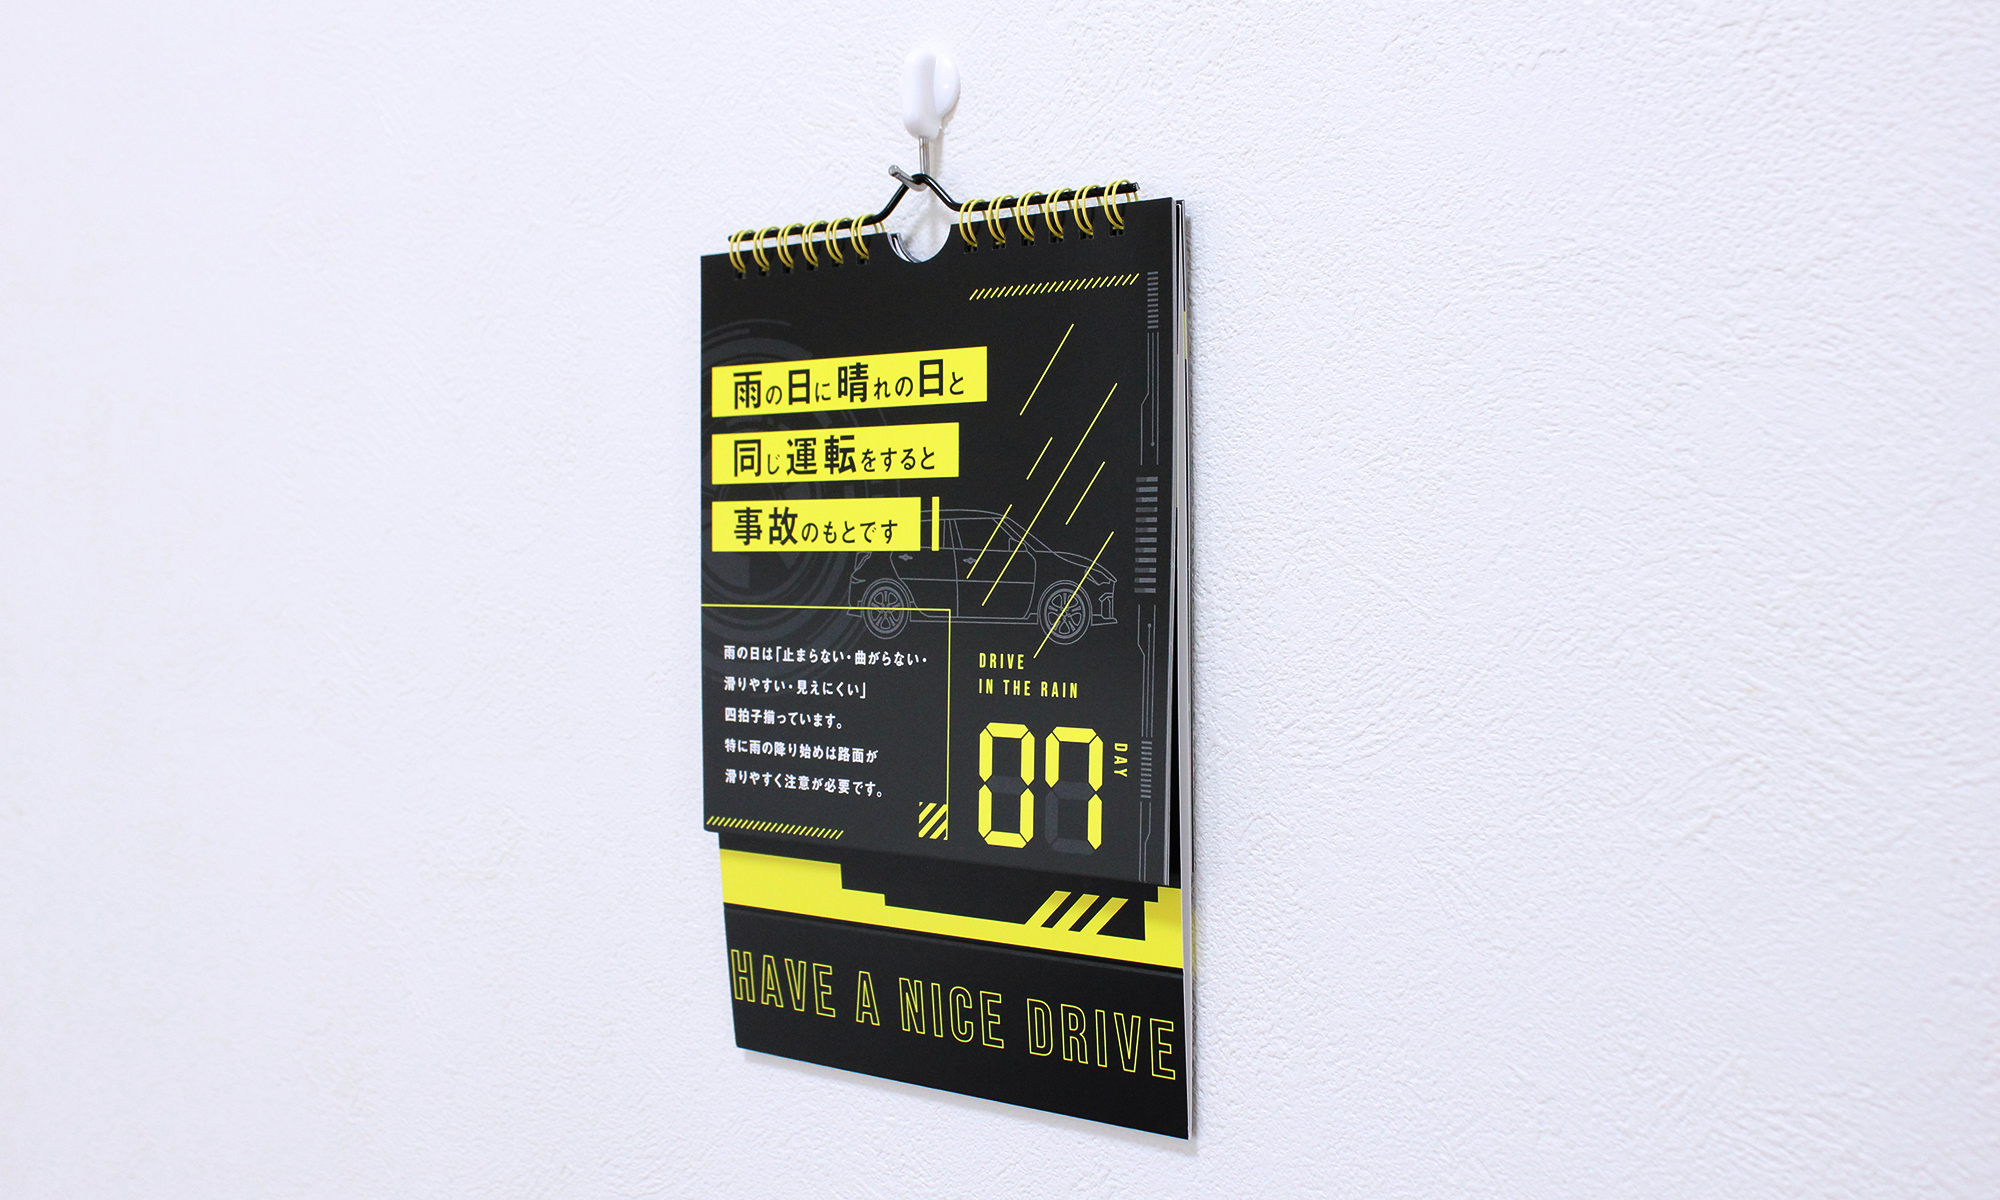 雨の日に晴れの日と
同じ運転をすると
事故のもとです
雨の日は「止まらない・曲がらない・
滑りやすい・見えにくい」
四拍子揃っています。
特に雨の降り始めは路面が
滑りやすく注意が必要です。
DRIVE
IN THE RAIN
07
DAY
HAVE A NICE DRIVE